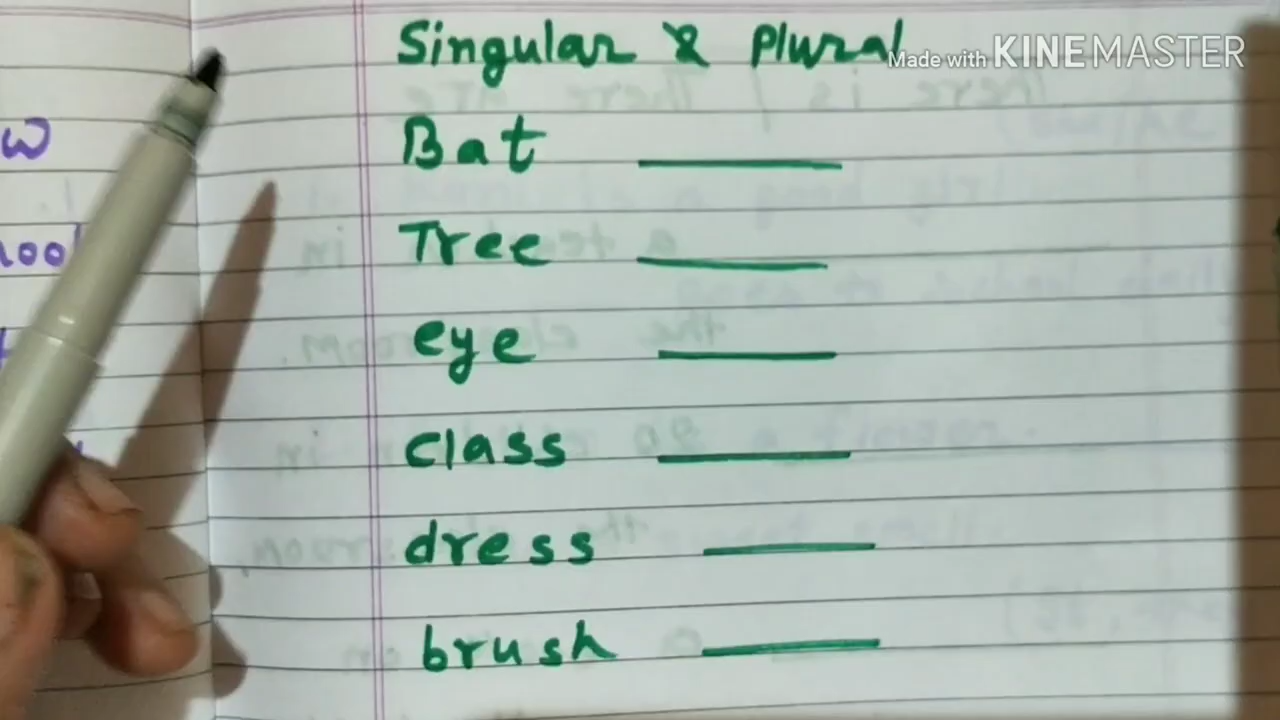 Singular & Plural
Made with KINEMASTER
Bat
Tree
eye
class
dress
brush